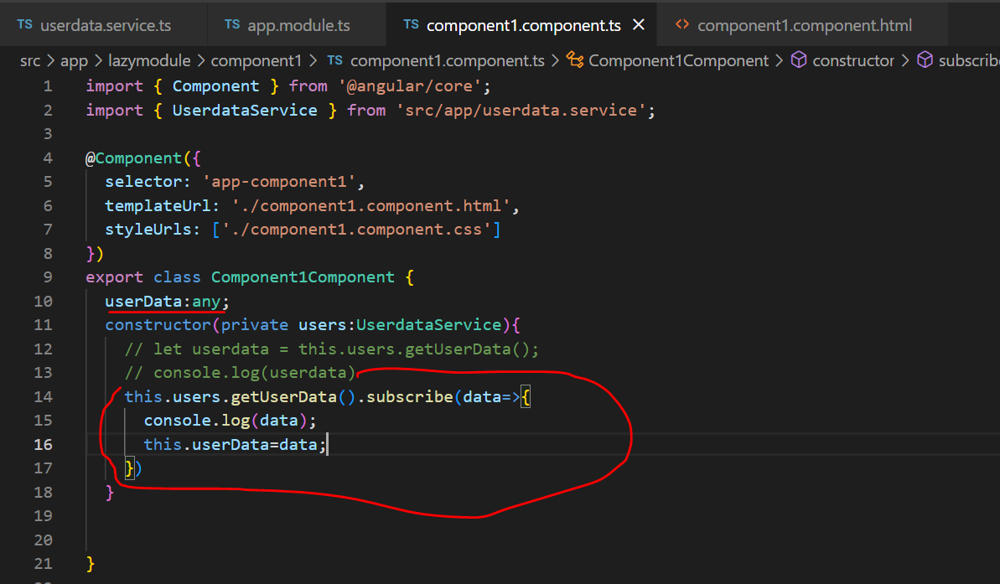 TS userdata.service.ts TS app.module.ts TS component1.component.ts × <> component1.component.html
src > app > lazymodule > component1 > TS component1.component.ts > Component1Component > constructor > subscribe
1 import { Component } from '@angular/core';
2 import { UserdataService } from 'src/app/userdata.service';
3
4 @Component({
5 selector: 'app-component1',
6 templateUrl: './component1.component.html',
7 styleUrls: ['./component1.component.css']
8 })
9 export class Component1Component {
10 userData:any;
11 constructor(private users:UserdataService){
12 // let userdata = this.users.getUserData();
13 // console.log(userdata)
14 this.users.getUserData().subscribe(data=>{
15 console.log(data);
16 this.userData=data;
17 })
18 }
19
20
21 }